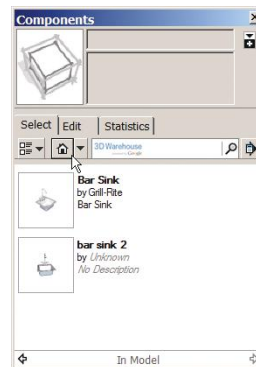 Components
Select Edit Statistics
3D Warehouse
Google
Bar Sink
by Grill-Rite
Bar Sink
bar sink 2
by Unknown
No Description
In Model